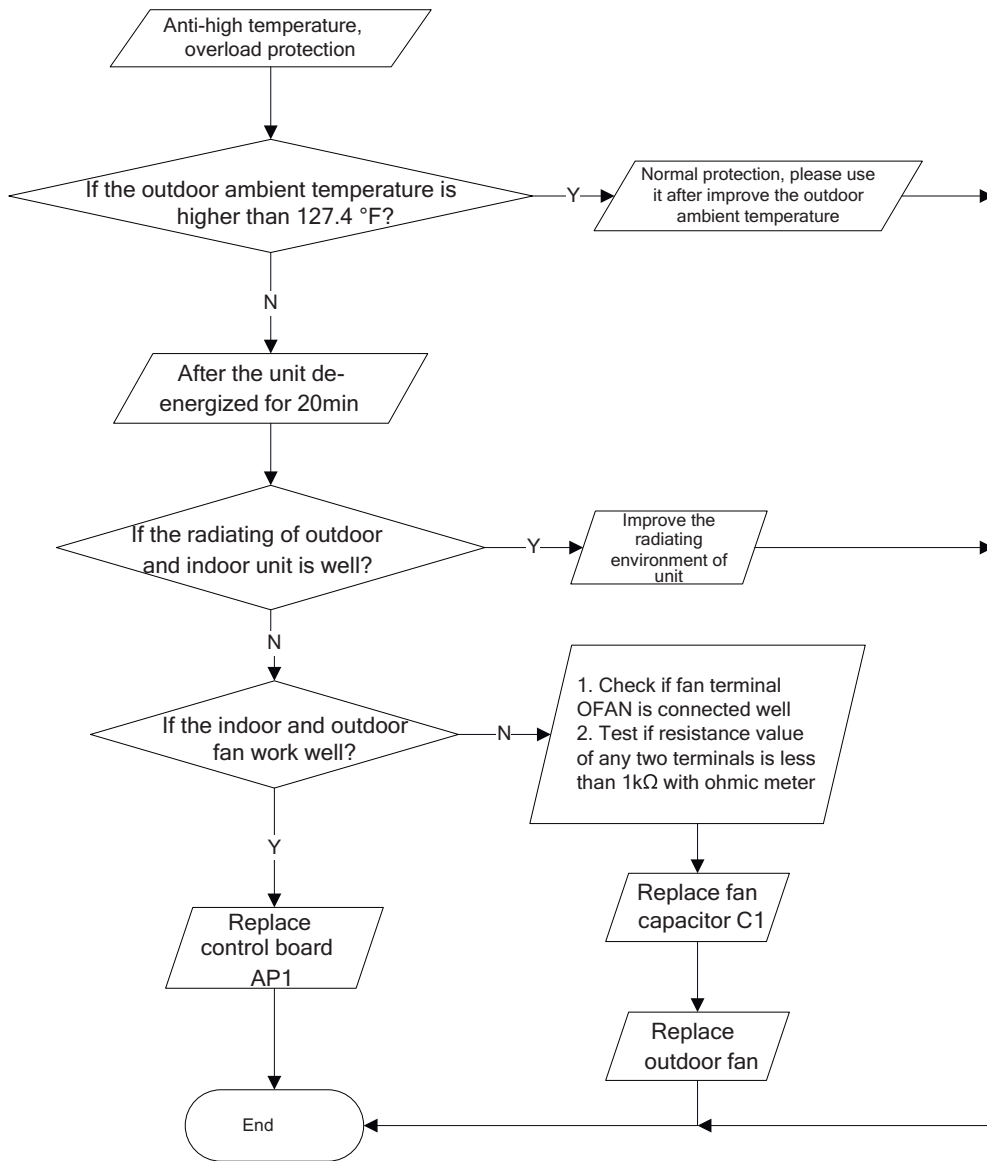 Anti-high temperature,
overload protection
If the outdoor ambient temperature is
higher than 127.4 °F?
Y
Normal protection, please use
it after improve the outdoor
ambient temperature
N
After the unit de-
energized for 20min
If the radiating of outdoor
and indoor unit is well?
Y
Improve the
radiating
environment of
unit
N
If the indoor and outdoor
fan work well?
N
1. Check if fan terminal
OFAN is connected well
2. Test if resistance value
of any two terminals is less
than 1kΩ with ohmic meter
Y
Replace
control board
AP1
Replace fan
capacitor C1
Replace
outdoor fan
End